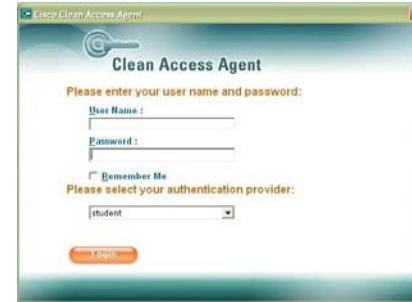 Cisco Clean Access Agent
Clean Access Agent
Please enter your user name and password:
User Name :
Password :
Remember Me
Please select your authentication provider:
student
Login